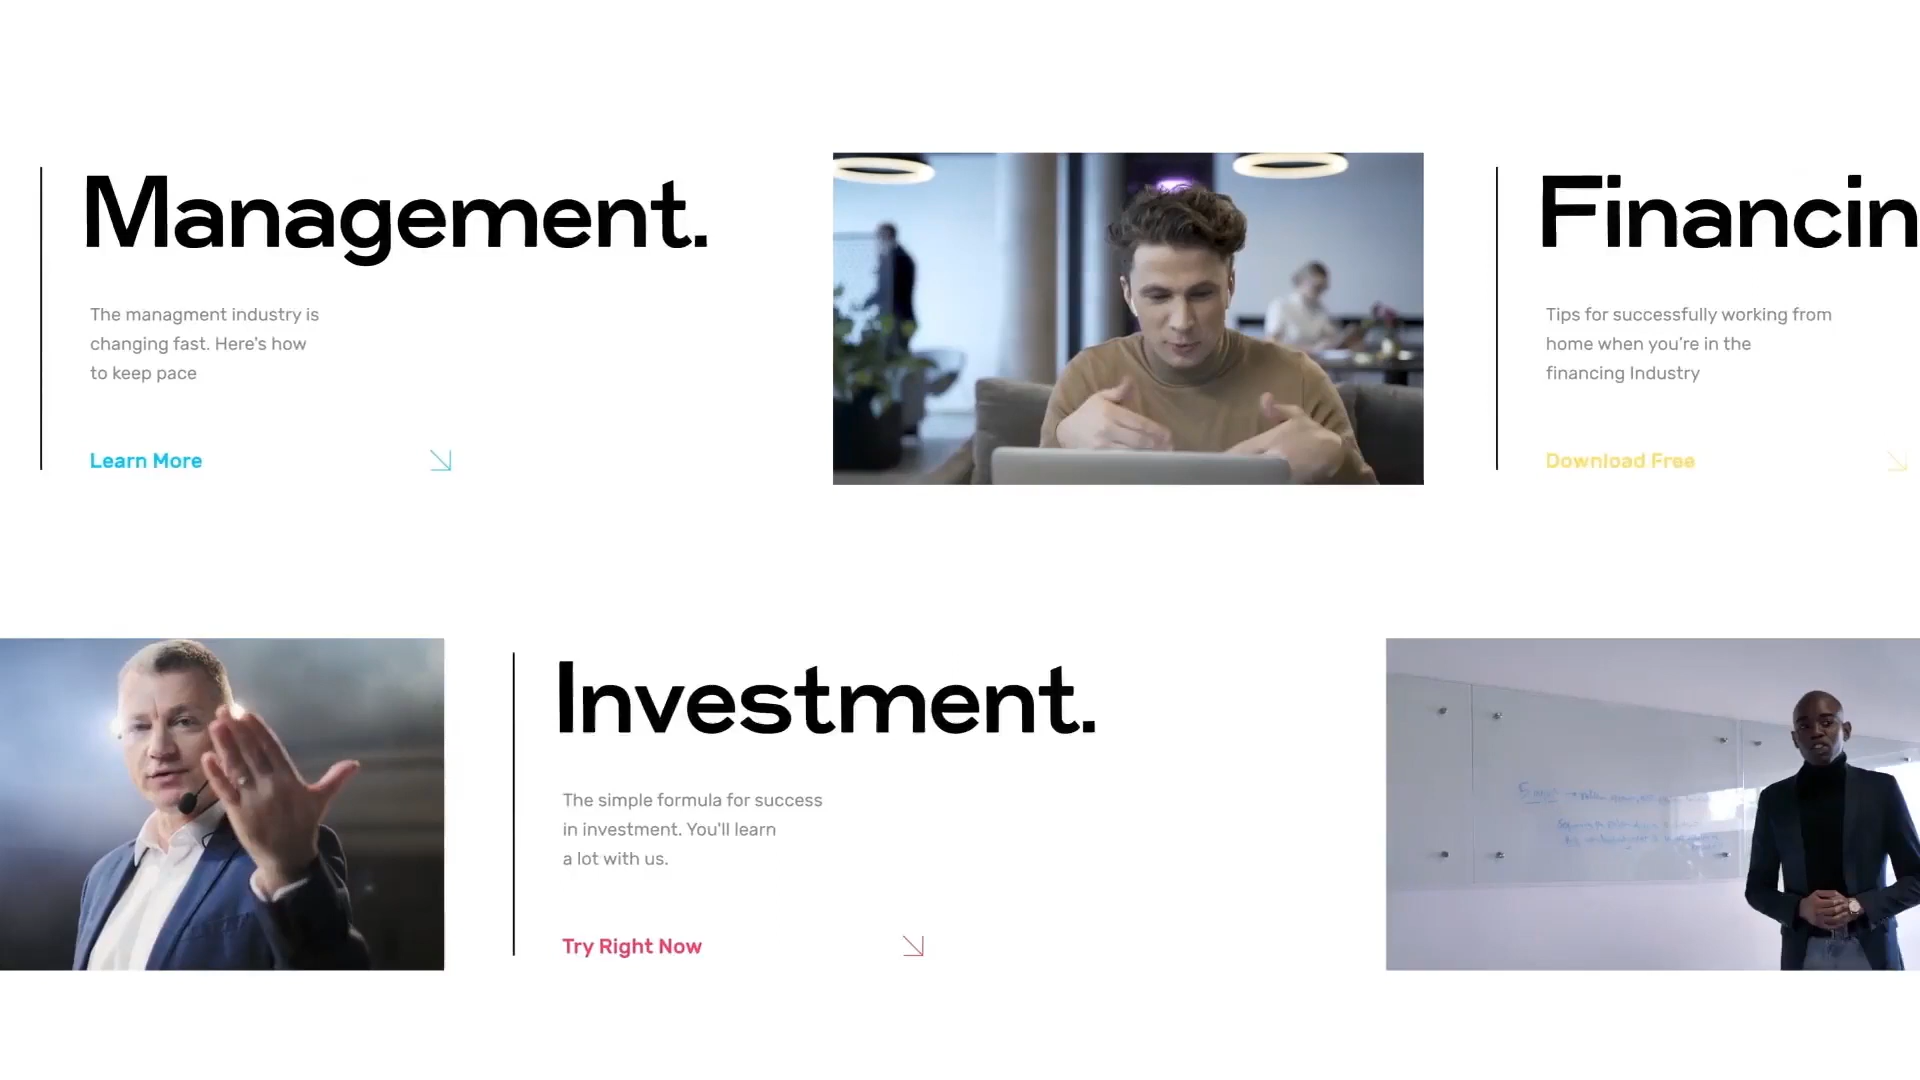 Management.
The managment industry is
changing fast. Here's how
to keep pace
Learn More
Financin
Tips for successfully working from
home when you're in the
financing Industry
Download Free
Investment.
The simple formula for success
in investment. You'll learn
a lot with us.
Try Right Now